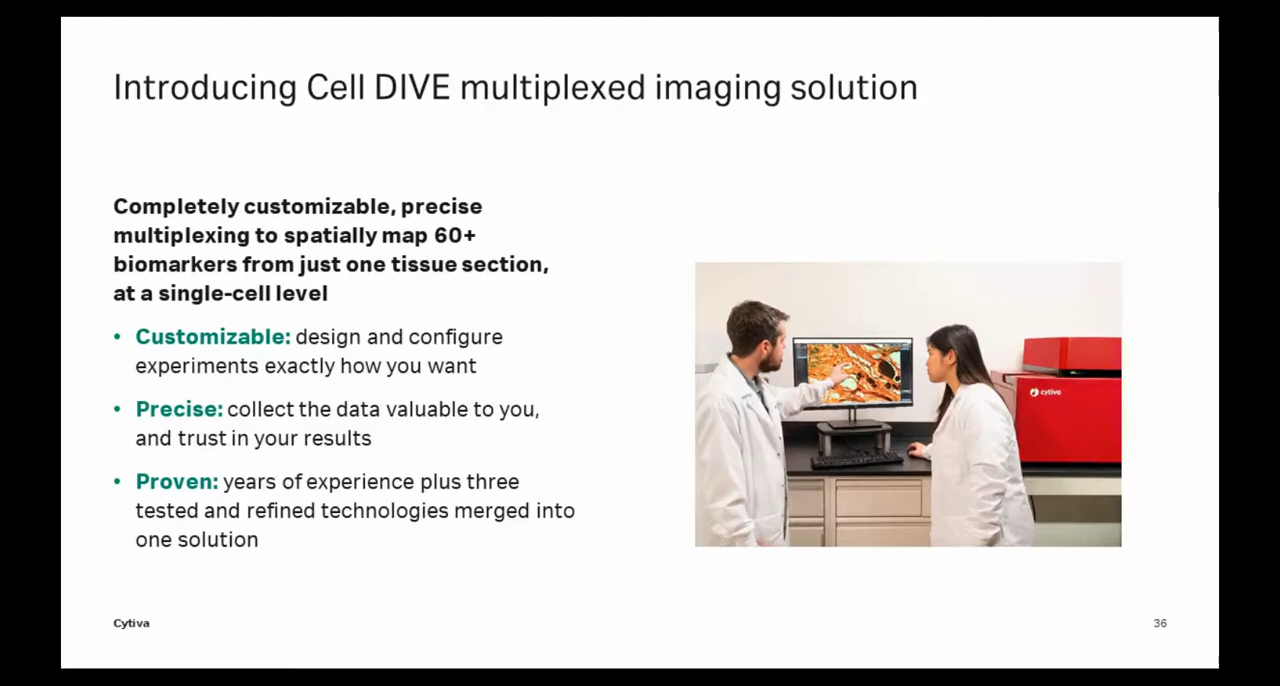 Introducing Cell DIVE multiplexed imaging solution
Completely customizable, precise
multiplexing to spatially map 60+
biomarkers from just one tissue section,
at a single-cell level
• Customizable: design and configure
experiments exactly how you want
• Precise: collect the data valuable to you,
and trust in your results
• Proven: years of experience plus three
tested and refined technologies merged into
one solution
cytiva
Cytiva
36